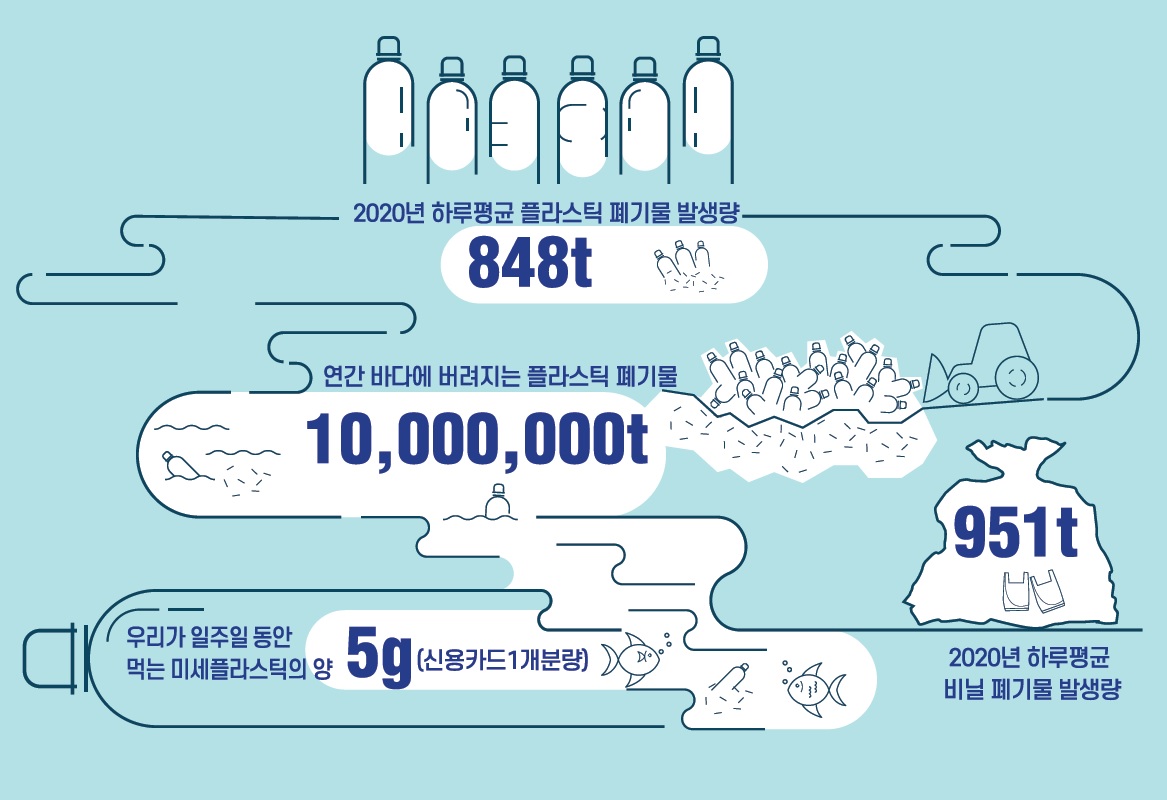 2020년 하루평균 플라스틱 폐기물 발생량
848t
연간 바다에 버려지는 플라스틱 폐기물
10,000,000t
951t
2020년 하루평균
비닐 폐기물 발생량
우리가 일주일 동안
먹는 미세플라스틱의 양
5g(신용카드1개분량)